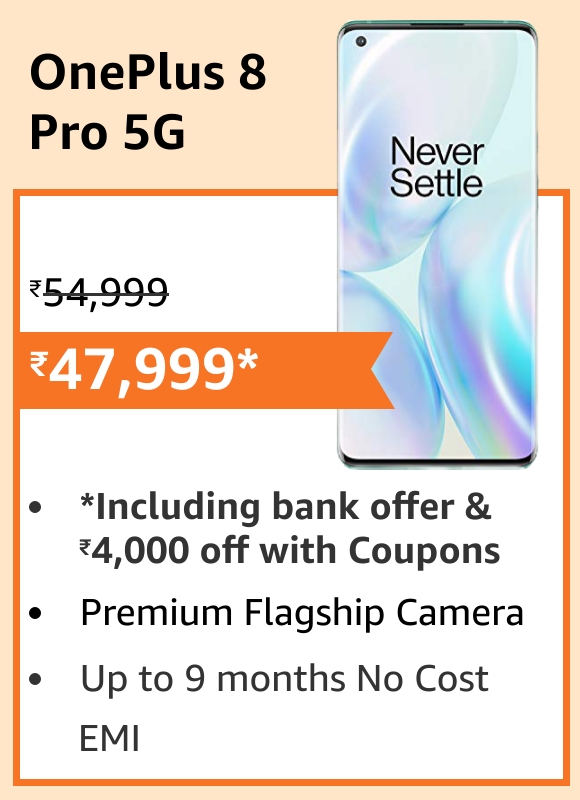 OnePlus 8
Pro 5G
Never
Settle
₹54,999
₹47,999*
• *Including bank offer &
₹4,000 off with Coupons
• Premium Flagship Camera
• Up to 9 months No Cost
EMI